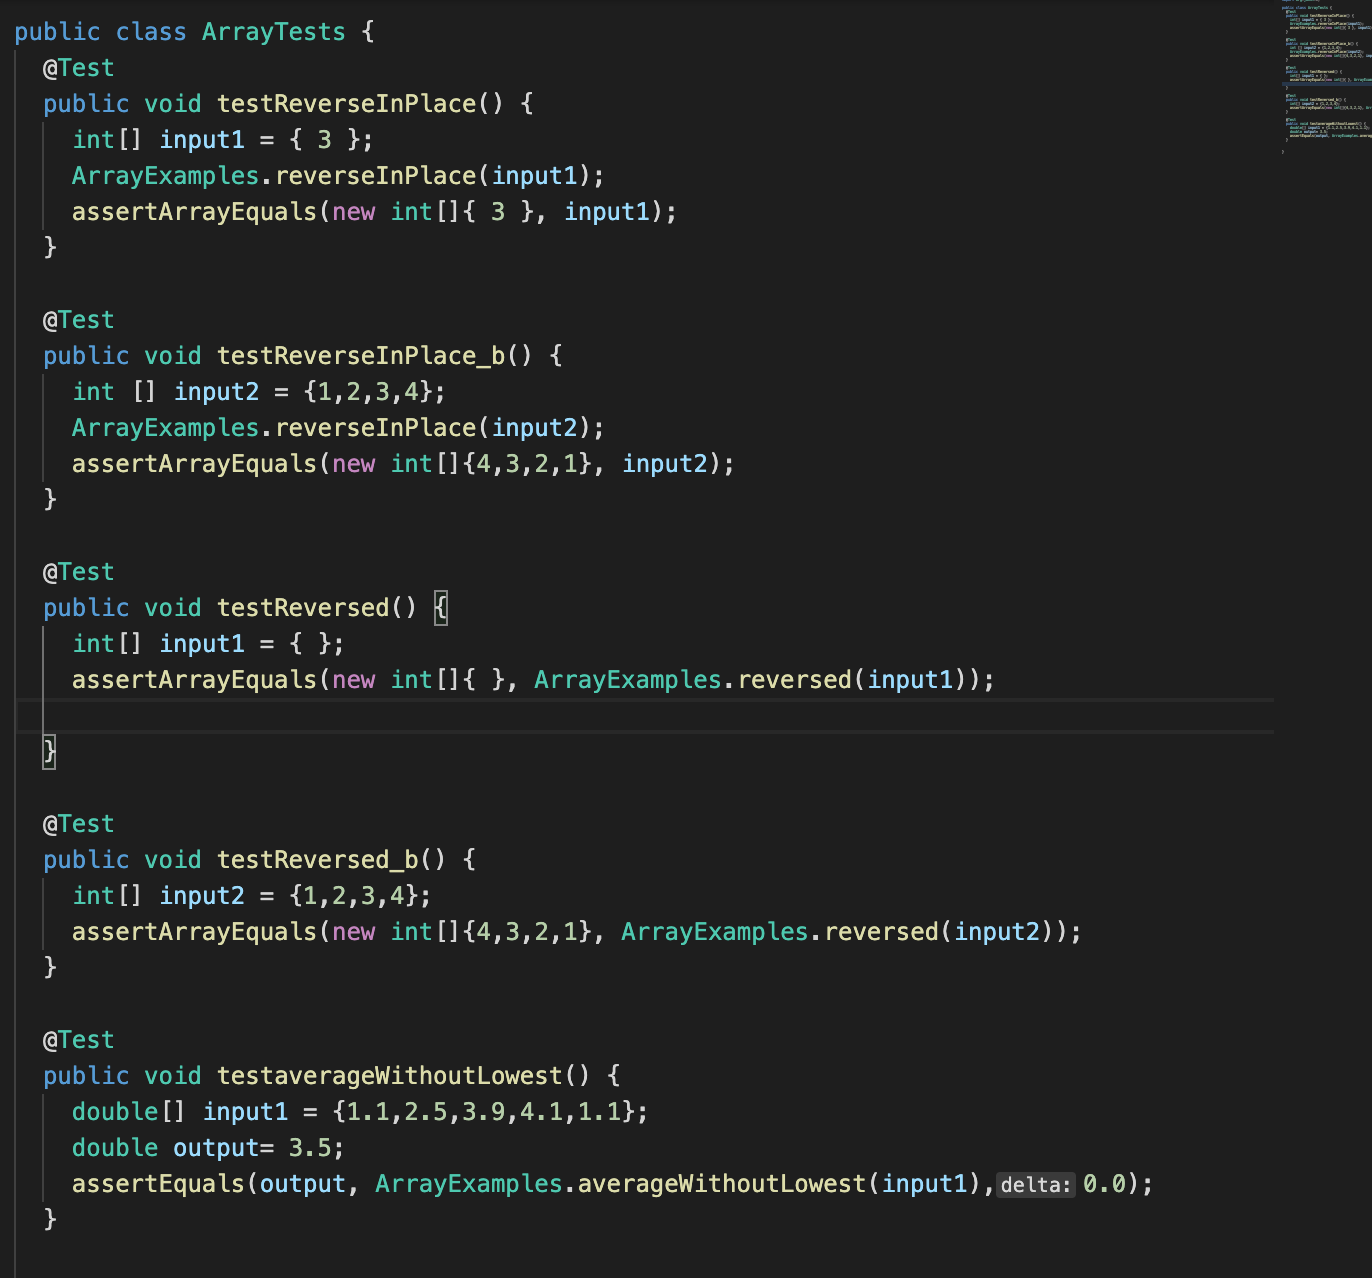 public class ArrayTests {
@Test
public void testReverseInPlace() {
int[] input1 = { 3 };
ArrayExamples.reverseInPlace(input1);
assertArrayEquals(new int[]{ 3 }, input1);
}
@Test
public void testReverseInPlace_b() {
int [] input2 = {1,2,3,4};
ArrayExamples.reverseInPlace(input2);
assertArrayEquals(new int[]{4,3,2,1}, input2);
}
@Test
public void testReversed() {
int[] input1 = { };
assertArrayEquals(new int[]{ }, ArrayExamples.reversed(input1));
}
@Test
public void testReversed_b() {
int[] input2 = {1,2,3,4};
assertArrayEquals(new int[]{4,3,2,1}, ArrayExamples.reversed(input2));
}
@Test
public void testaverageWithoutLowest() {
double[] input1 = {1.1,2.5,3.9,4.1,1.1};
double output= 3.5;
assertEquals(output, ArrayExamples.averageWithoutLowest(input1),delta: 0.0);
}